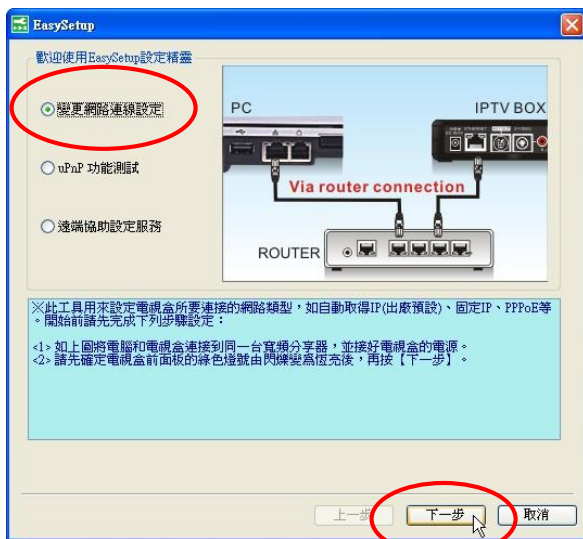 EasySetup
歡迎使用EasySetup設定精靈
變更網路連線設定
uPnP 功能測試
遠端協助設定服務
PC
IPTV BOX
Via router connection
ROUTER
※此工具用來設定電視盒所要連接的網路類型，如自動取得IP(出廠預設)、固定IP、PPPoE等
。開始前請先完成下列步驟設定：
<1> 如上圖將電腦和電視盒連接到同一台寬頻分享器，並接好電視盒的電源。
<2> 請先確定電視盒前面板的綠色燈號由閃爍變為恆亮後，再按【下一步】。
上一步
下一步
取消